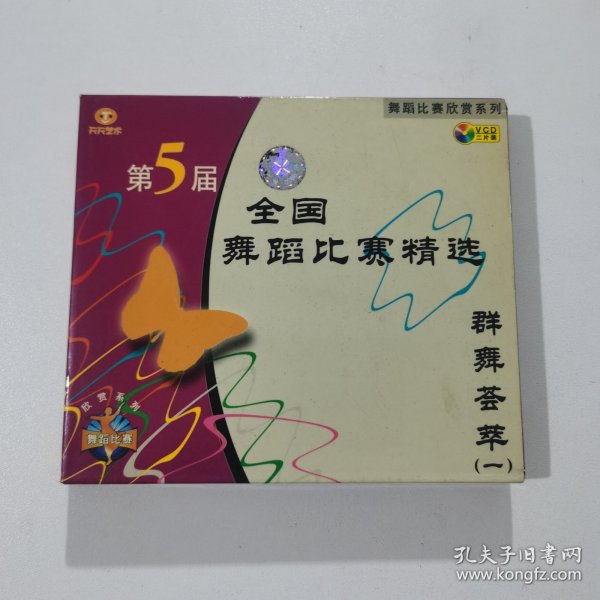 天天艺术
舞蹈比赛欣赏系列
VCD
二片装
第5届
全国
舞蹈比赛精选
群舞荟萃
(一)
欣赏系列
舞蹈比赛
孔夫子旧书网
www.kongfz.com